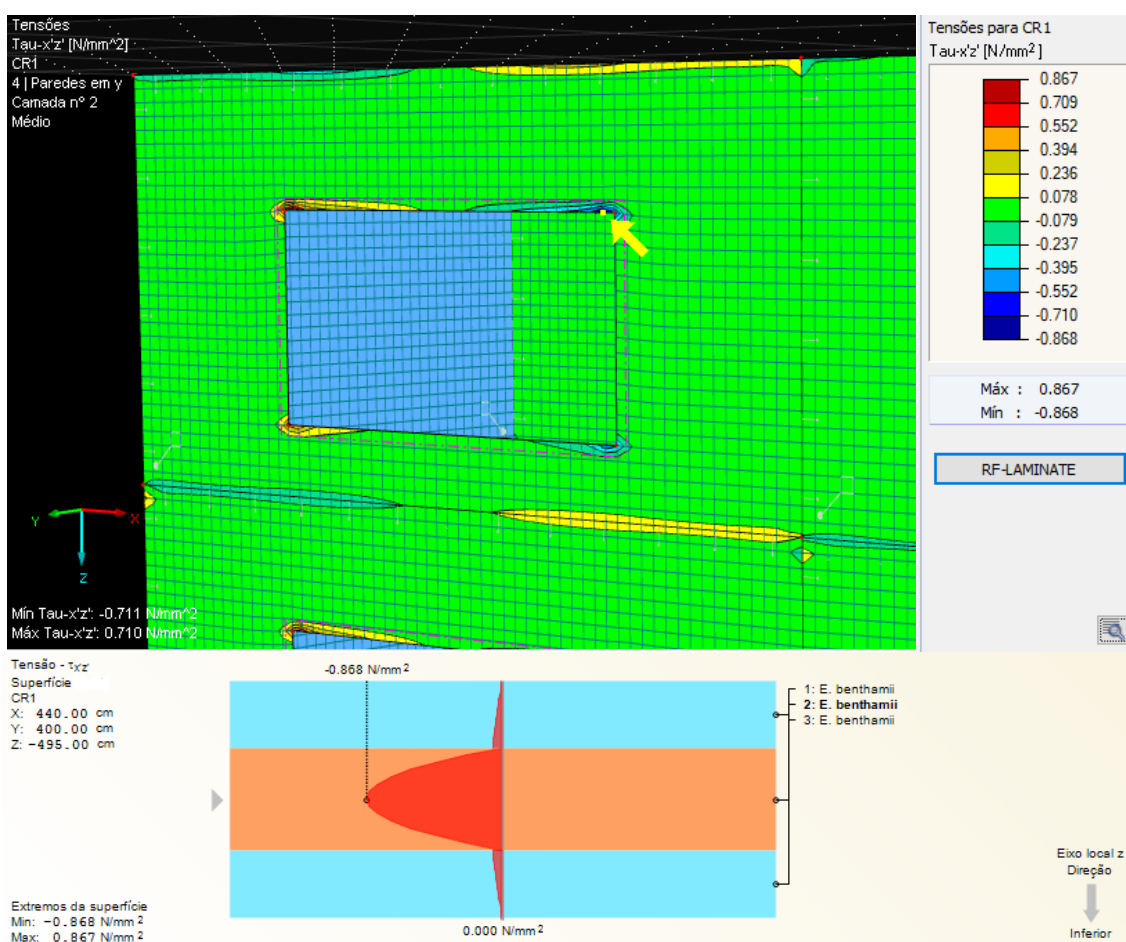 Tensões
Tau-x'z' [N/mm^2]
CR1
4 | Paredes em y
Camada nº 2
Médio
Y
X
Z
Mín Tau-x'z': -0.711 N/mm^2
Máx Tau-x'z': 0.710 N/mm^2
Tensões para CR1
Tau-x'z' [N/mm2]
0.867
0.709
0.552
0.394
0.236
0.078
-0.079
-0.237
-0.395
-0.552
-0.710
-0.868
Máx : 0.867
Mín : -0.868
RF-LAMINATE
Tensão - τx'z'
Superfície
CR1
X: 440.00 cm
Y: 400.00 cm
Z: -495.00 cm
-0.868 N/mm2
1: E. benthamii
2: E. benthamii
3: E. benthamii
Eixo local z
Direção
Inferior
Extremos da superfície
Min: -0.868 N/mm2
Max: 0.867 N/mm2
0.000 N/mm2